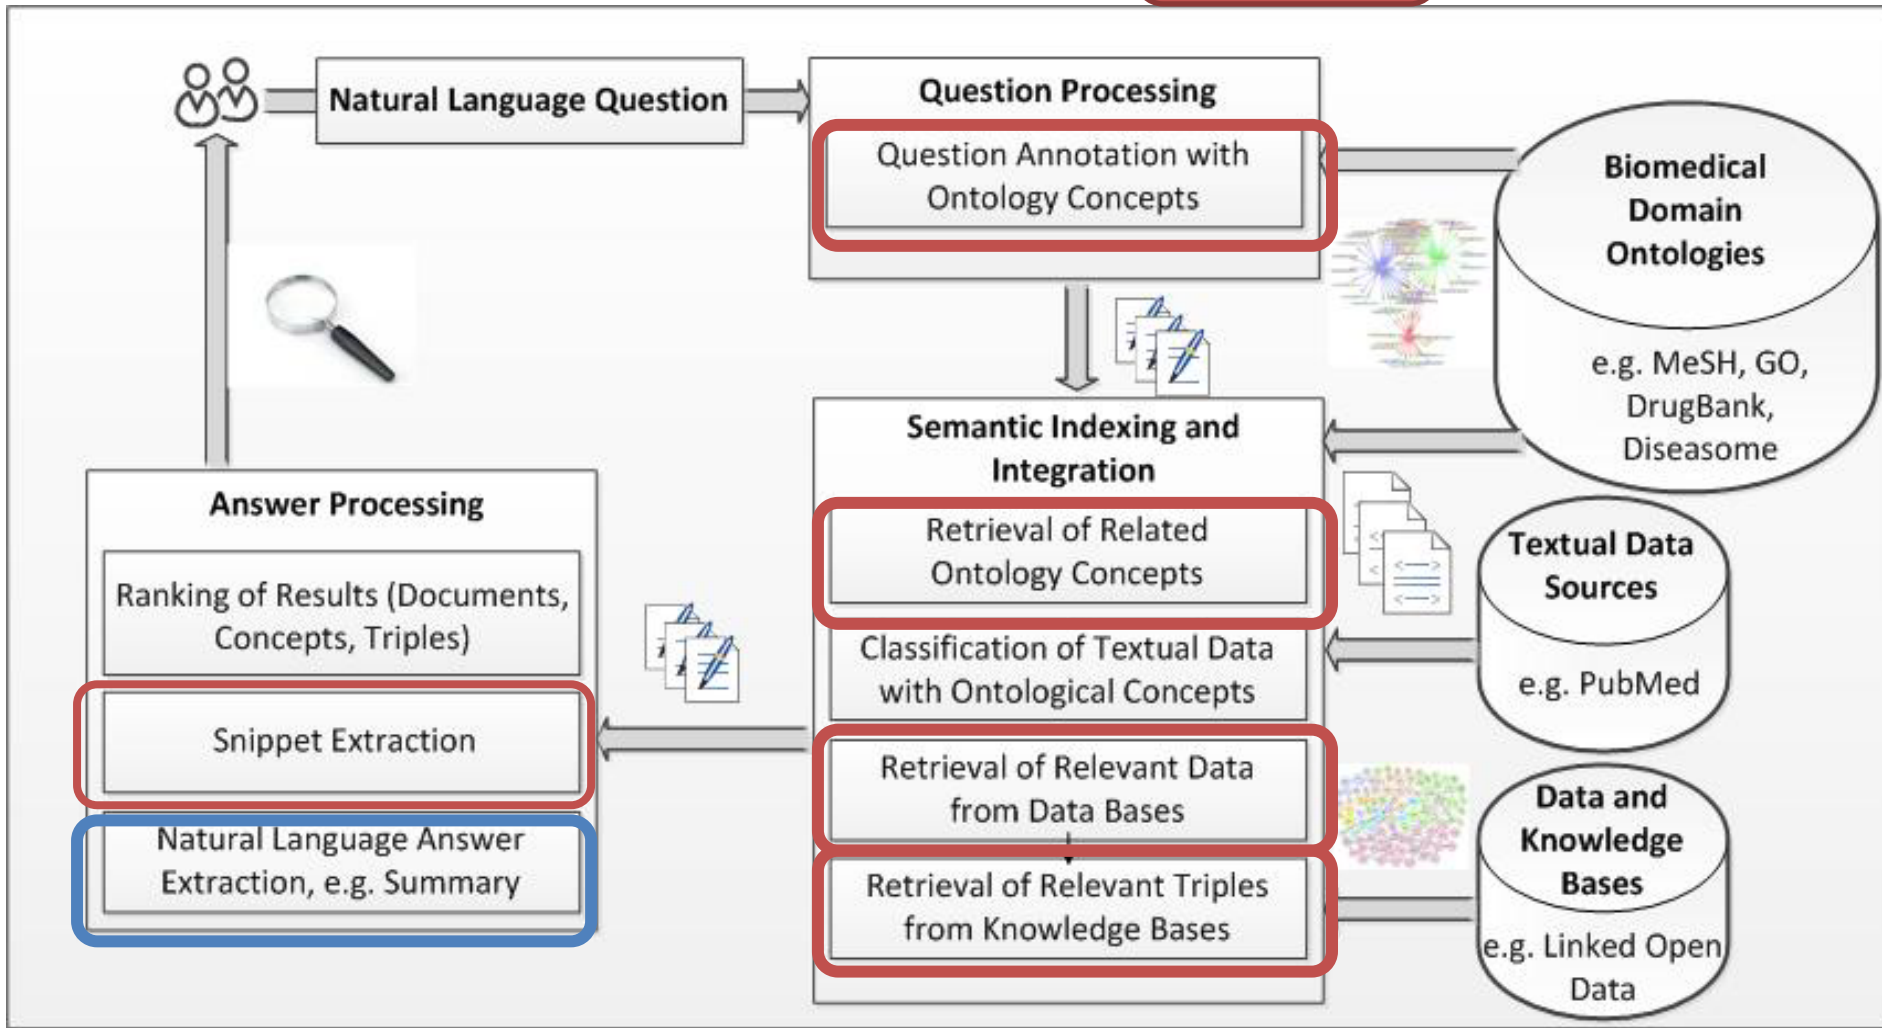 Natural Language Question
Question Processing
Question Annotation with
Ontology Concepts
Biomedical
Domain
Ontologies
e.g. MeSH, GO,
DrugBank,
Diseasome
Semantic Indexing and
Integration
Retrieval of Related
Ontology Concepts
Classification of Textual Data
with Ontological Concepts
Retrieval of Relevant Data
from Data Bases
Retrieval of Relevant Triples
from Knowledge Bases
Textual Data
Sources
e.g. PubMed
Data and
Knowledge
Bases
e.g. Linked Open
Data
Answer Processing
Ranking of Results (Documents,
Concepts, Triples)
Snippet Extraction
Natural Language Answer
Extraction, e.g. Summary